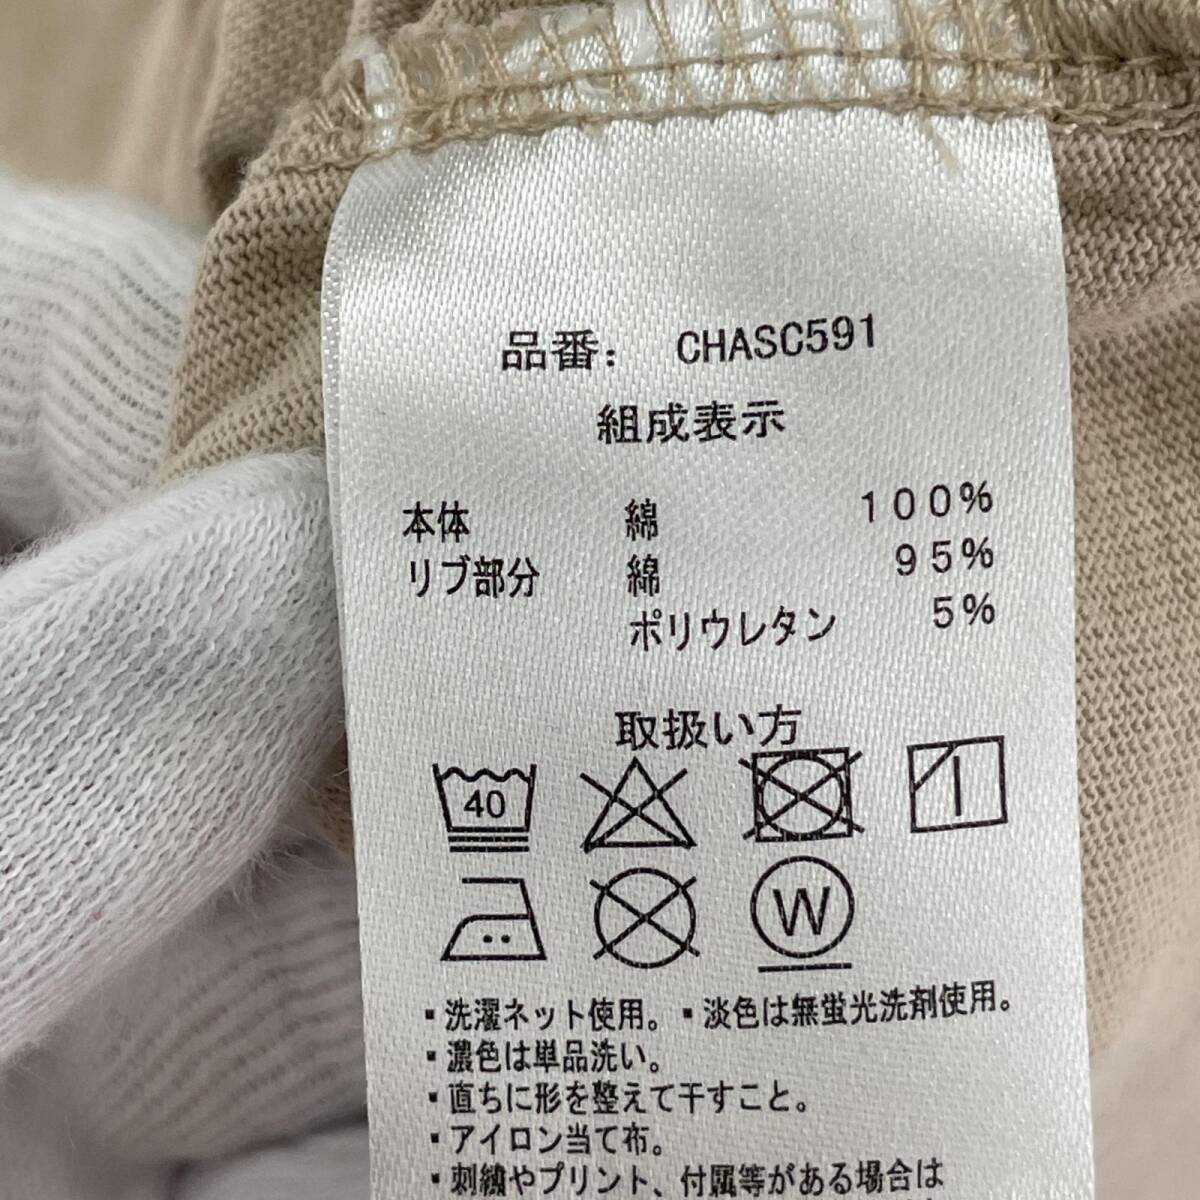 品番： CHASC591
組成表示
本体 綿 １００％
リブ部分 綿 ９５％
ポリウレタン ５％
取扱い方
40
W
▪洗濯ネット使用。▪淡色は無蛍光洗剤使用。
▪濃色は単品洗い。
▪直ちに形を整えて干すこと。
▪アイロン当て布。
▪刺繍やプリント、付属等がある場合は